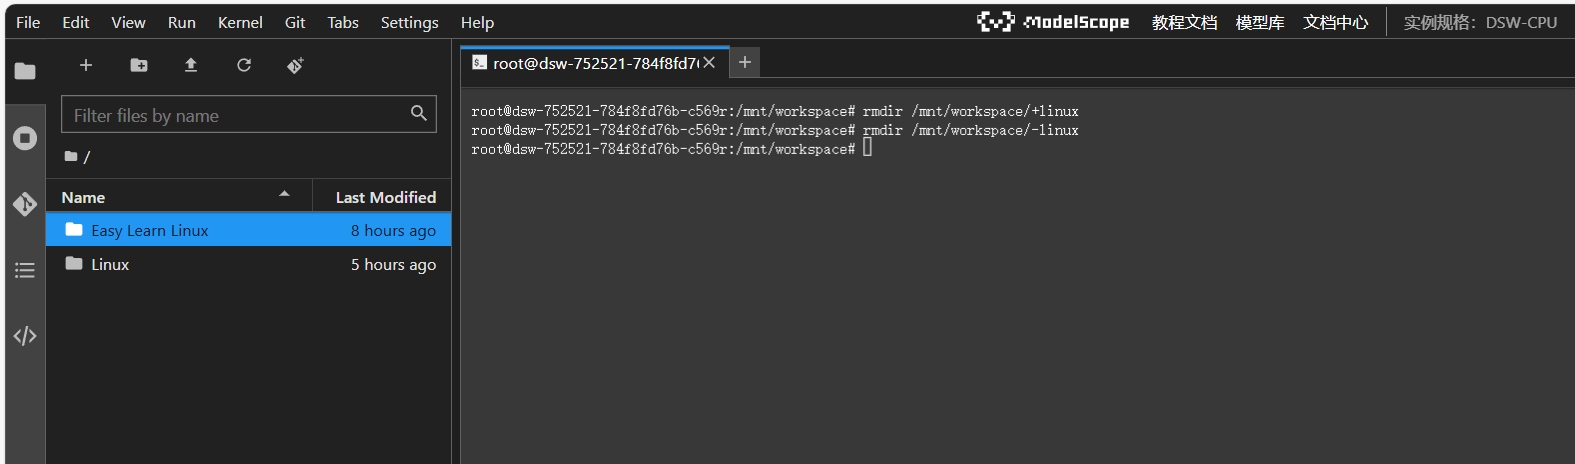 File Edit View Run Kernel Git Tabs Settings Help ModelScope 教程文档 模型库 文档中心 实例规格: DSW-CPU
root@dsw-752521-784f8fd76
Filter files by name
/
Name Last Modified
Easy Learn Linux 8 hours ago
Linux 5 hours ago
root@dsw-752521-784f8fd76b-c569r:/mnt/workspace# rmdir /mnt/workspace/+linux
root@dsw-752521-784f8fd76b-c569r:/mnt/workspace# rmdir /mnt/workspace/-linux
root@dsw-752521-784f8fd76b-c569r:/mnt/workspace#